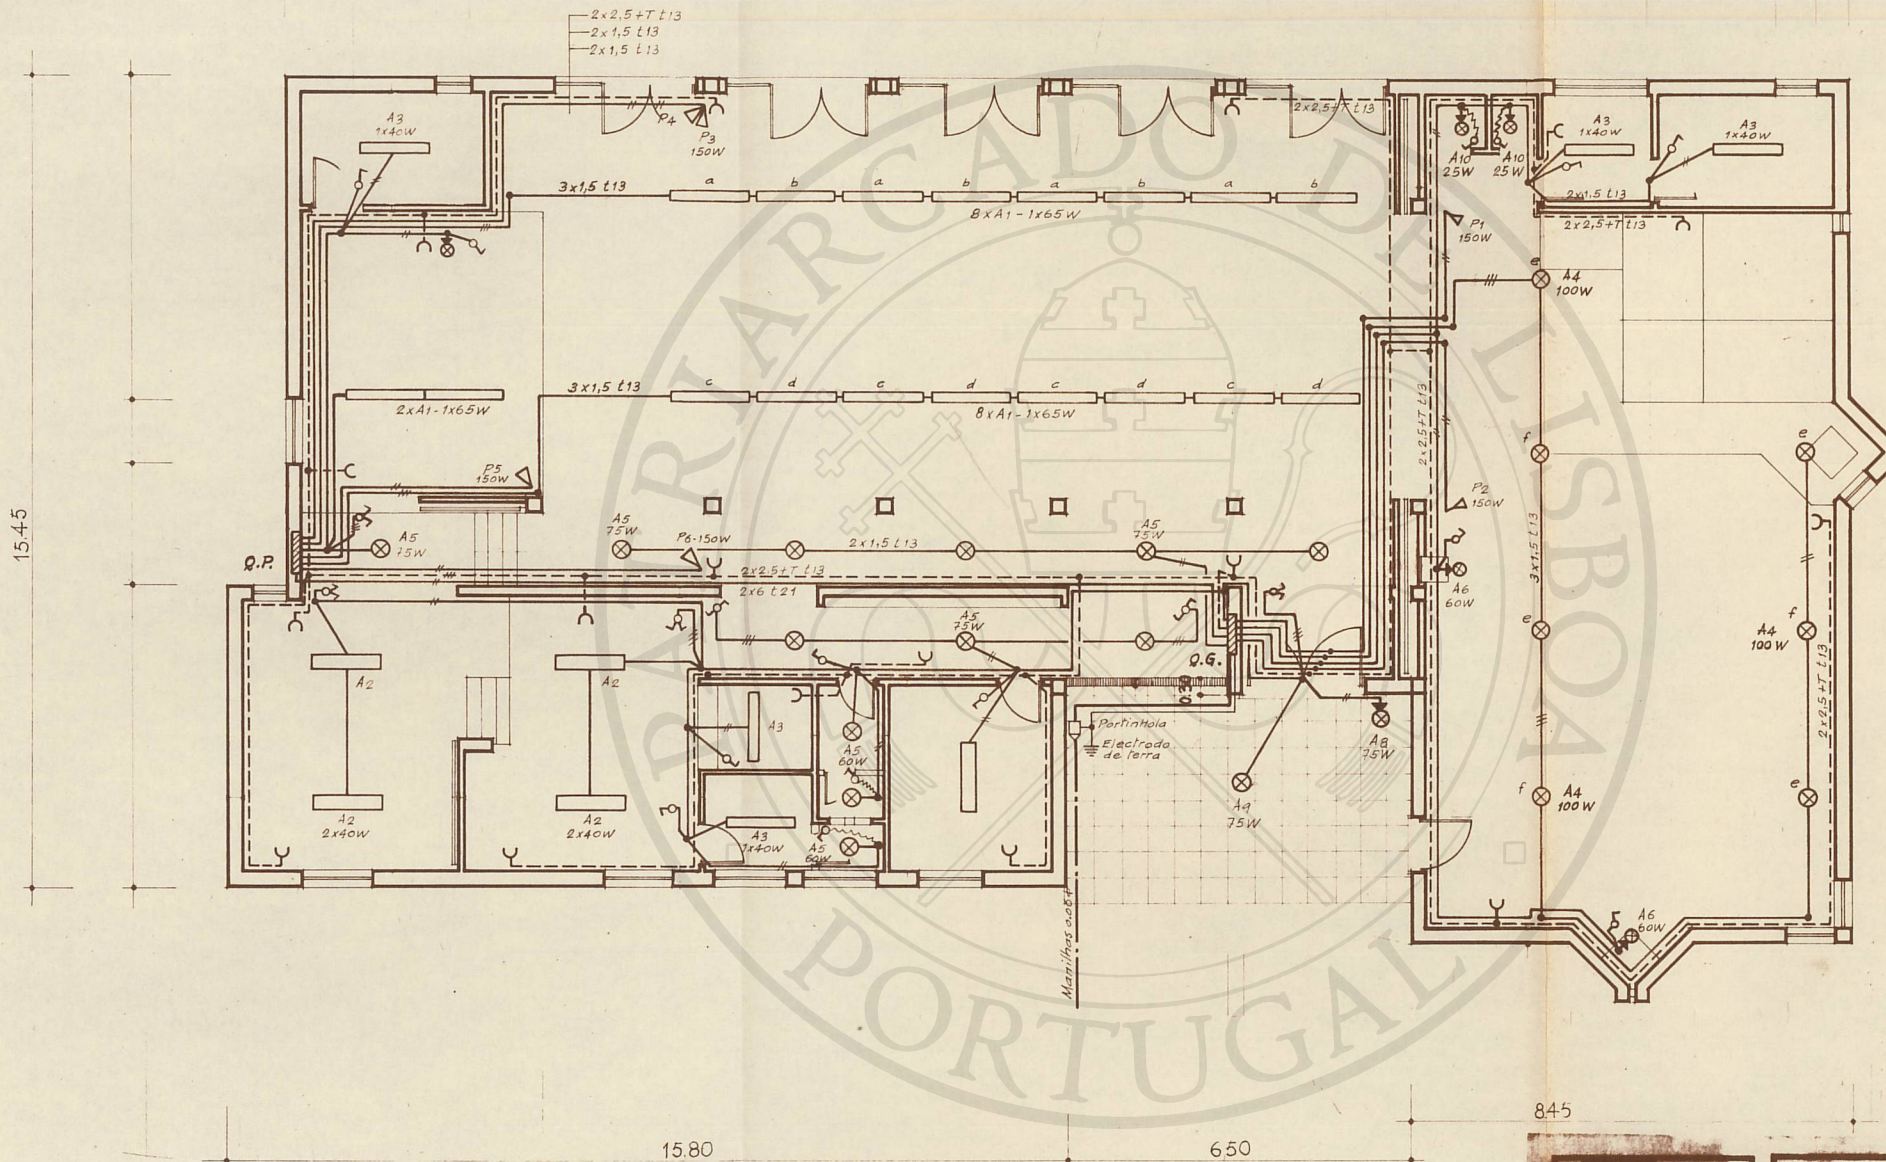 2x2,5+T t13
2x1,5 t13
2x1,5 t13
A3
1x40W
P4
P3
150W
2x2,5+T t13
A10
25W
A10
25W
A3
1x40W
A3
1x40W
3x1,5 t13
a b a b a b a b
8xA1-1x65W
2x1,5 t13
2x2,5+T t13
P1
150W
e
A4
100W
2xA1-1x65W
3x1,5 t13
c d c d c d c d
8xA1-1x65W
2x2,5+T t13
f
e
P5
150W
P2
150W
15.45
A5
75W
A5
75W
P6-150W
2x1,5 t13
A5
75W
3x1,5 t13
Q.P.
2x2,5+T t13
2x6 t21
A6
60W
A5
75W
e
f
A4
100W
2x2,5+T t13
Q.G.
0.30
A2
A2
A3
A5
60W
Portinhola
Electrodo
de terra
A8
75W
A9
75W
f
A4
100W
e
A2
2x40W
A2
2x40W
A3
1x40W
A5
60W
Manilhas
A6
60W
15.80
6.50
8.45
PATRIARCADO DE LISBOA
PORTUGAL